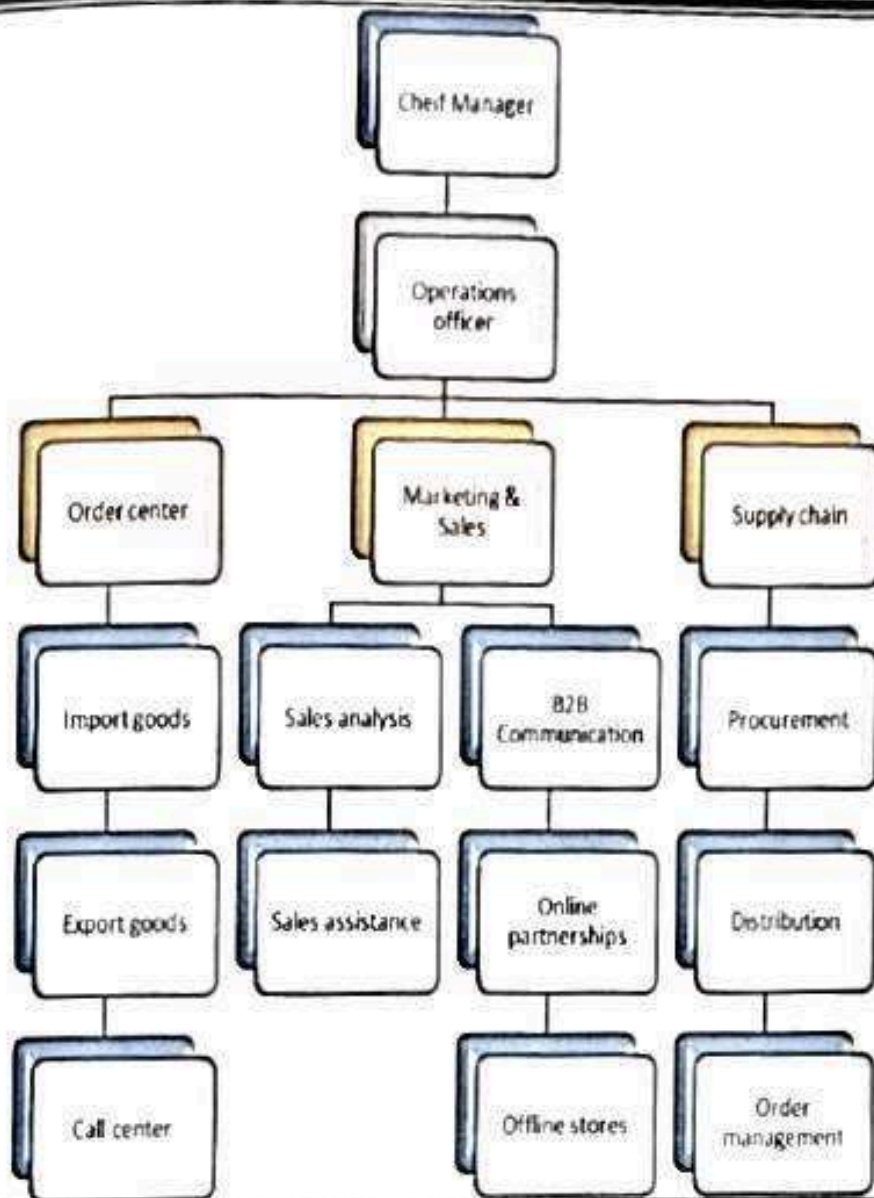 Cheif Manager
Operations
officer
Order center
Marketing &
Sales
Supply chain
Import goods
Sales analysis
B2B
Communication
Procurement
Export goods
Sales assistance
Online
partnerships
Distribution
Call center
Offline stores
Order
management